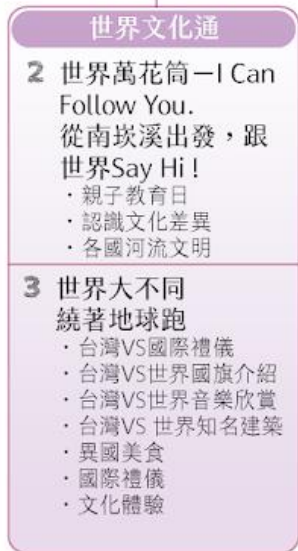 世界文化通
2 世界萬花筒－I Can
Follow You.
從南崁溪出發，跟
世界Say Hi！
・親子教育日
・認識文化差異
・各國河流文明
3 世界大不同
繞著地球跑
・台灣VS國際禮儀
・台灣VS世界國旗介紹
・台灣VS世界音樂欣賞
・台灣VS 世界知名建築
・異國美食
・國際禮儀
・文化體驗